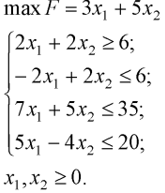 max F = 3x₁ + 5x₂
2x₁ + 2x₂ ≥ 6;
−2x₁ + 2x₂ ≤ 6;
7x₁ + 5x₂ ≤ 35;
5x₁ − 4x₂ ≤ 20;
x₁, x₂ ≥ 0.